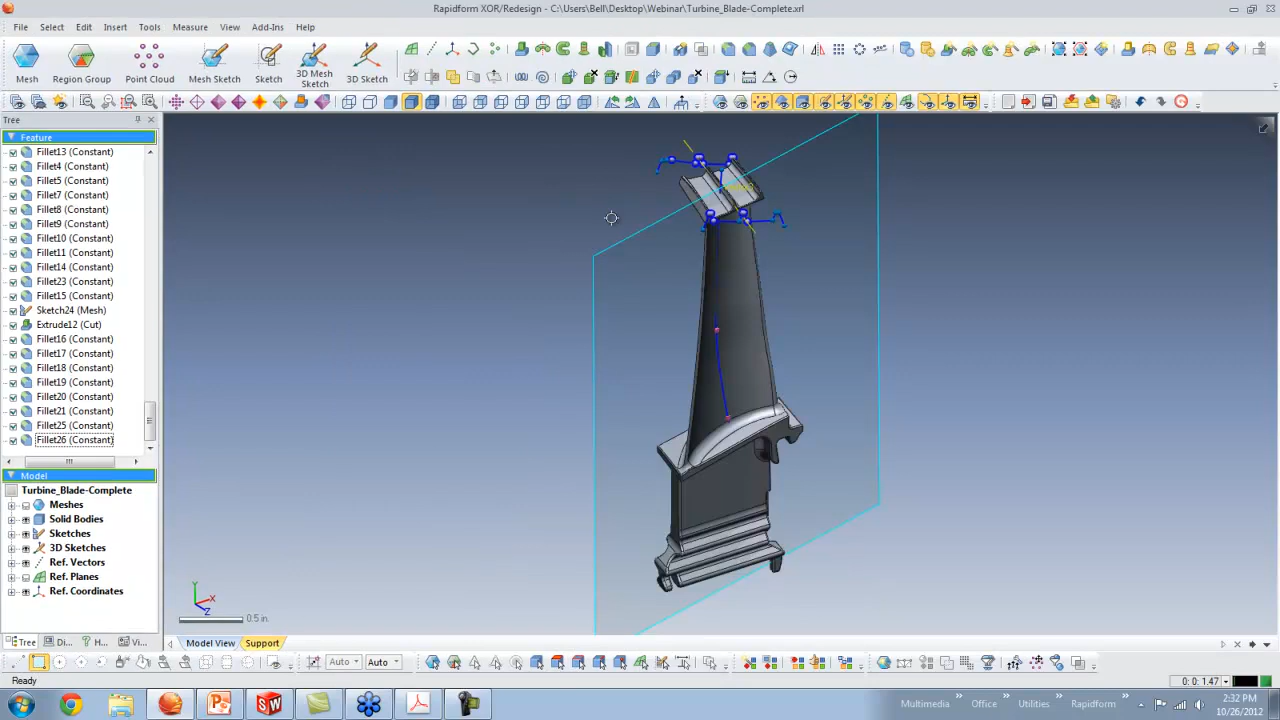 Rapidform XOR/Redesign - C:\Users\Bell\Desktop\Webinar\Turbine_Blade-Complete.xrl
File Select Edit Insert Tools Measure View Add-Ins Help
Mesh Region Group Point Cloud Mesh Sketch Sketch 3D Mesh Sketch 3D Sketch
Tree
Feature
Fillet13 (Constant)
Fillet4 (Constant)
Fillet5 (Constant)
Fillet7 (Constant)
Fillet8 (Constant)
Fillet9 (Constant)
Fillet10 (Constant)
Fillet11 (Constant)
Fillet14 (Constant)
Fillet23 (Constant)
Fillet15 (Constant)
Sketch24 (Mesh)
Extrude12 (Cut)
Fillet16 (Constant)
Fillet17 (Constant)
Fillet18 (Constant)
Fillet19 (Constant)
Fillet20 (Constant)
Fillet21 (Constant)
Fillet25 (Constant)
Fillet26 (Constant)
Model
Turbine_Blade-Complete
Meshes
Solid Bodies
Sketches
3D Sketches
Ref. Vectors
Ref. Planes
Ref. Coordinates
Y
X
Z
0.5 in.
Tree Di... H... Vi...
Model View Support
Auto Auto
Ready
0: 0: 1.47
Multimedia Office Utilities Rapidform
2:32 PM
10/26/2012